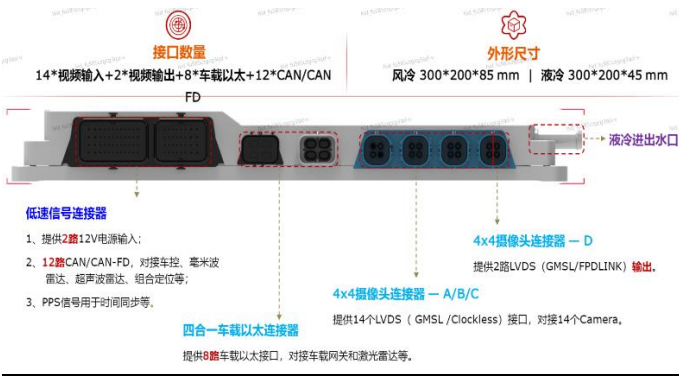 接口数量
14*视频输入+2*视频输出+8*车载以太+12*CAN/CAN
FD
外形尺寸
风冷 300*200*85 mm | 液冷 300*200*45 mm
液冷进出水口
低速信号连接器
1、提供2路12V电源输入；
2、12路CAN/CAN-FD，对接车控、毫米波
雷达、超声波雷达、组合定位等；
3、PPS信号用于时间同步等。
四合一车载以太连接器
提供8路车载以太接口，对接车载网关和激光雷达等。
4x4摄像头连接器 — A/B/C
提供14个LVDS（ GMSL /Clockless）接口，对接14个Camera。
4x4摄像头连接器 — D
提供2路LVDS（GMSL/FPDLINK）输出。